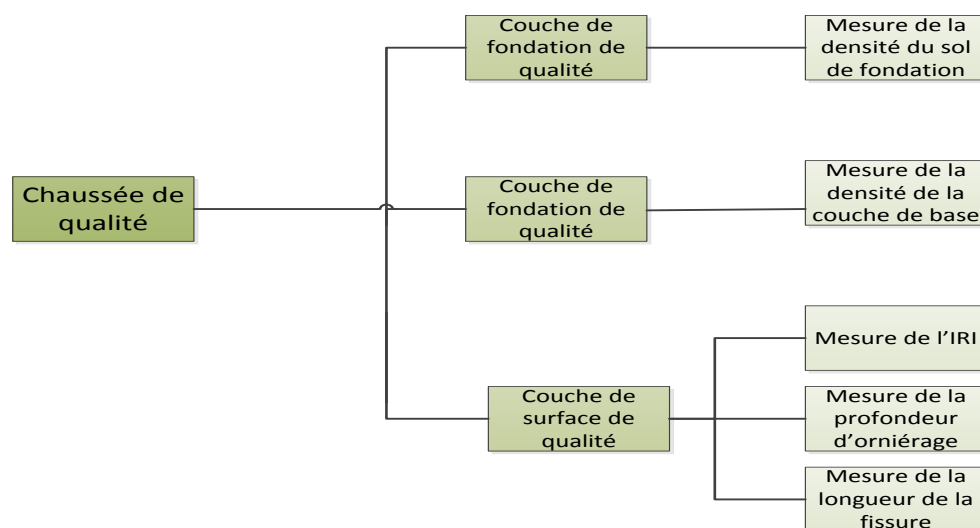 Chaussée de
qualité
Couche de
fondation de
qualité
Mesure de la
densité du sol
de fondation
Couche de
fondation de
qualité
Mesure de la
densité de la
couche de base
Couche de
surface de
qualité
Mesure de l’IRI
Mesure de la
profondeur
d’orniérage
Mesure de la
longueur de la
fissure